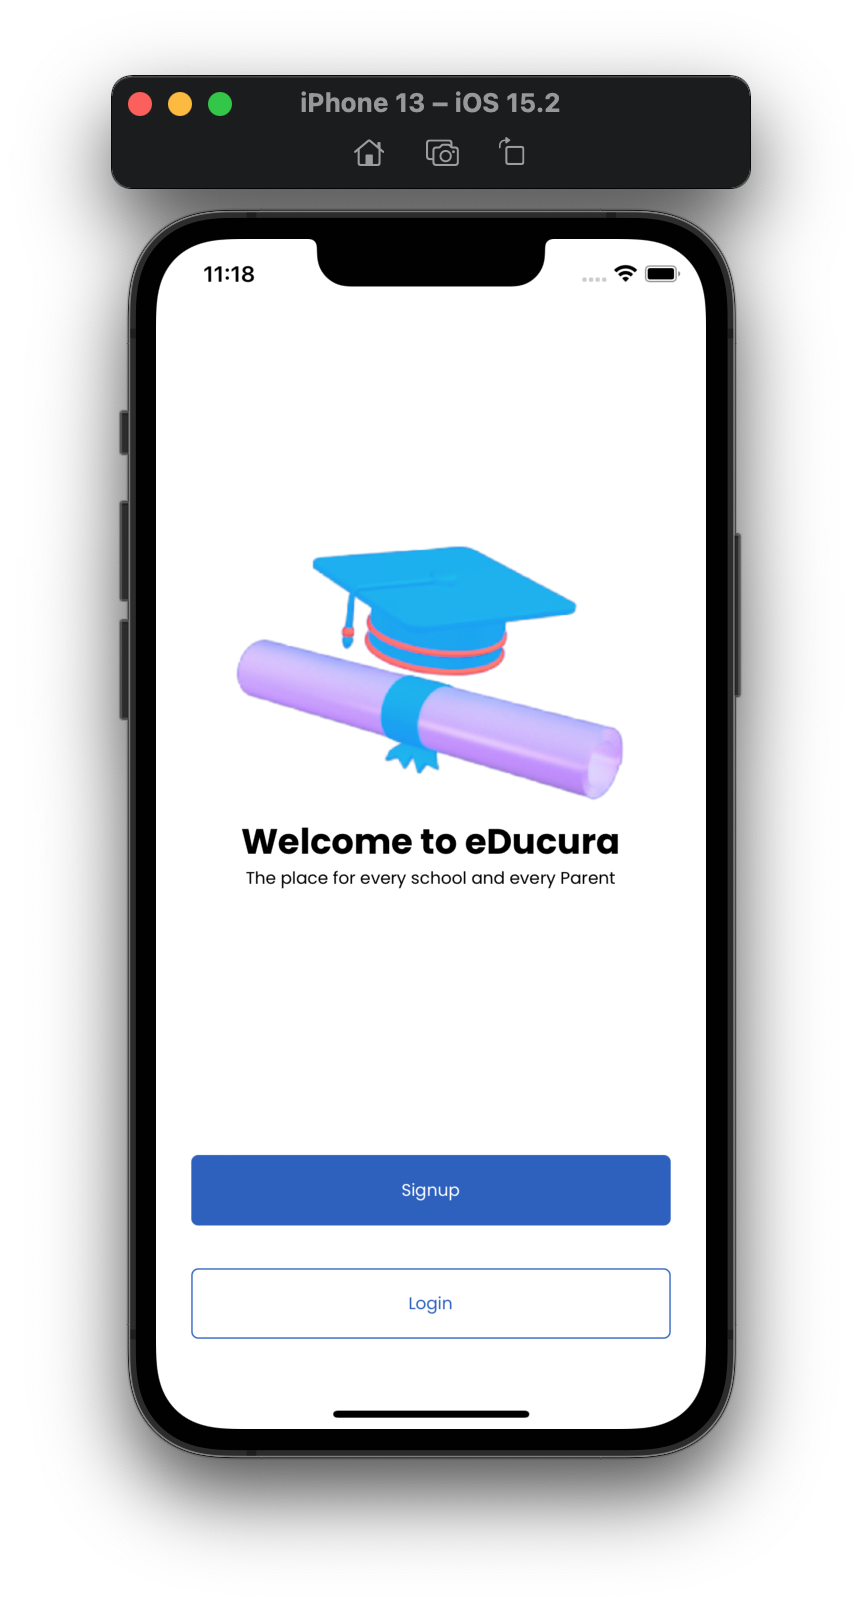 iPhone 13 – iOS 15.2
11:18
Welcome to eDucura
The place for every school and every Parent
Signup
Login